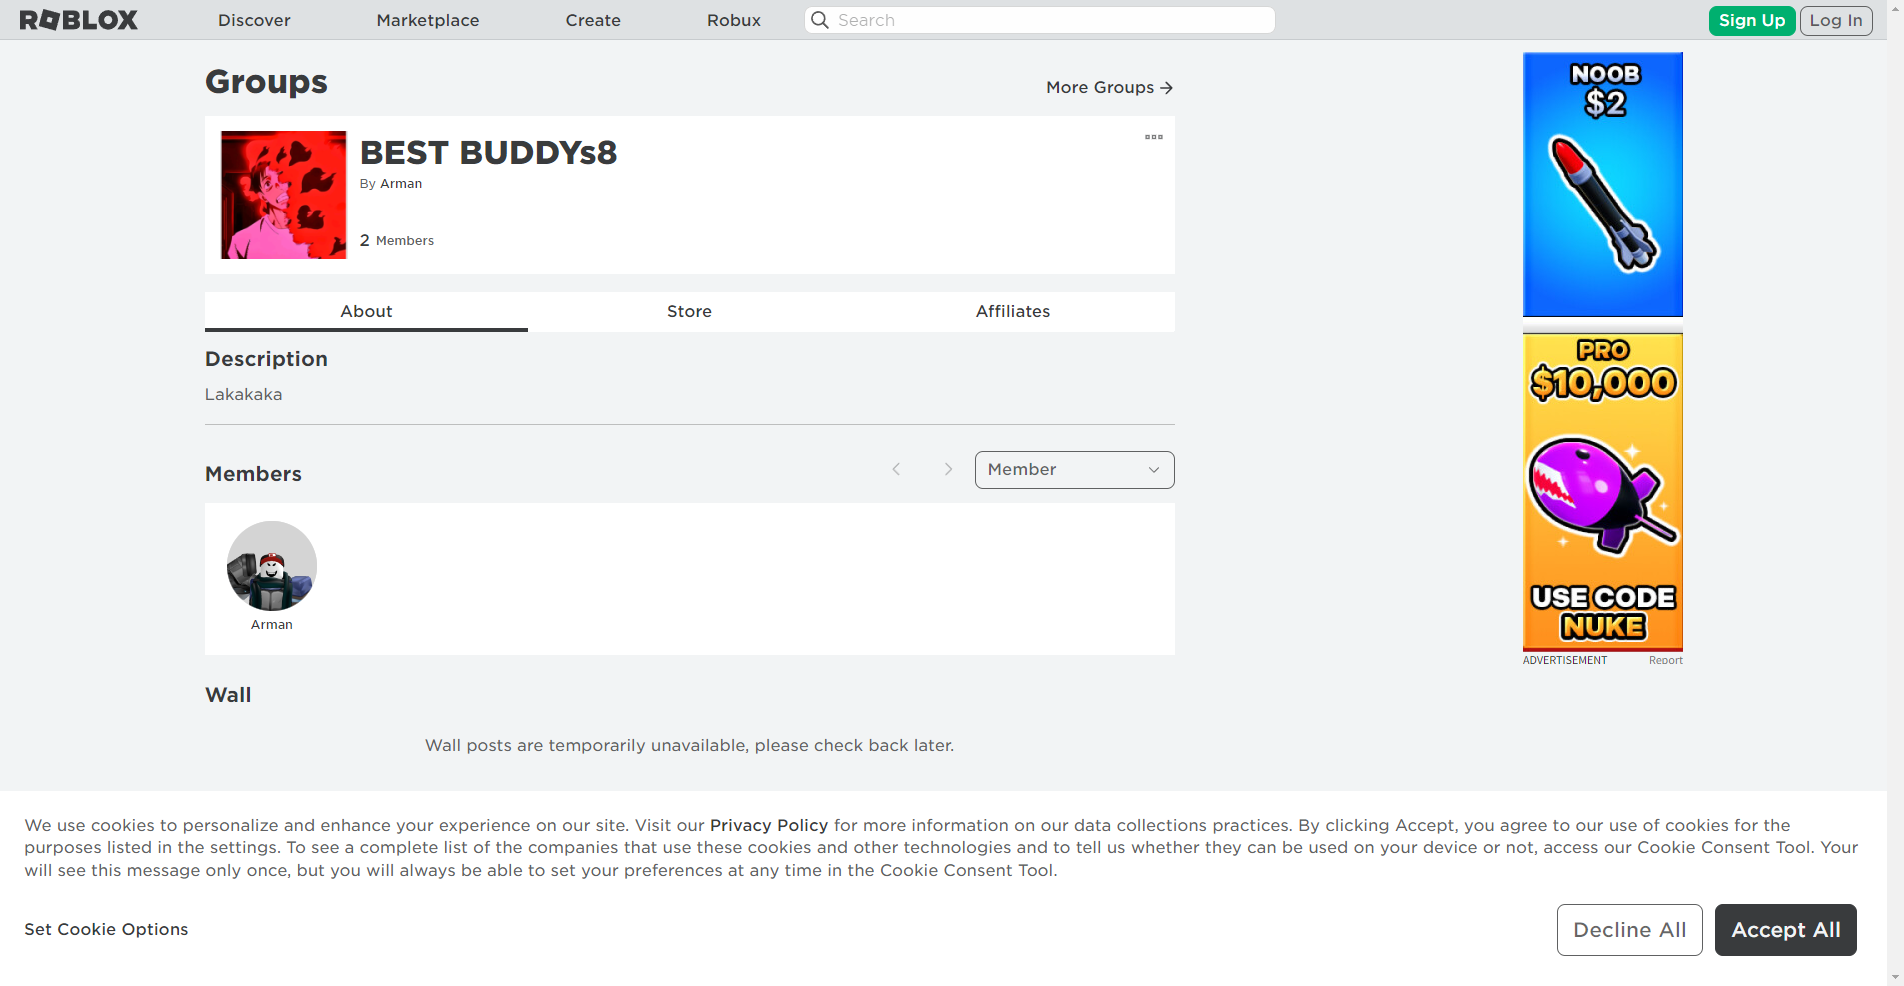 ROBLOX Discover Marketplace Create Robux Search Sign Up Log In
Groups
More Groups
BEST BUDDYs8
By Arman
2 Members
About Store Affiliates
Description
Lakakaka
Members
Member
Arman
Wall
Wall posts are temporarily unavailable, please check back later.
NOOB
$2
PRO
$10,000
USE CODE
NUKE
ADVERTISEMENT Report
We use cookies to personalize and enhance your experience on our site. Visit our Privacy Policy for more information on our data collections practices. By clicking Accept, you agree to our use of cookies for the
purposes listed in the settings. To see a complete list of the companies that use these cookies and other technologies and to tell us whether they can be used on your device or not, access our Cookie Consent Tool. Your
will see this message only once, but you will always be able to set your preferences at any time in the Cookie Consent Tool.
Set Cookie Options
Decline All
Accept All